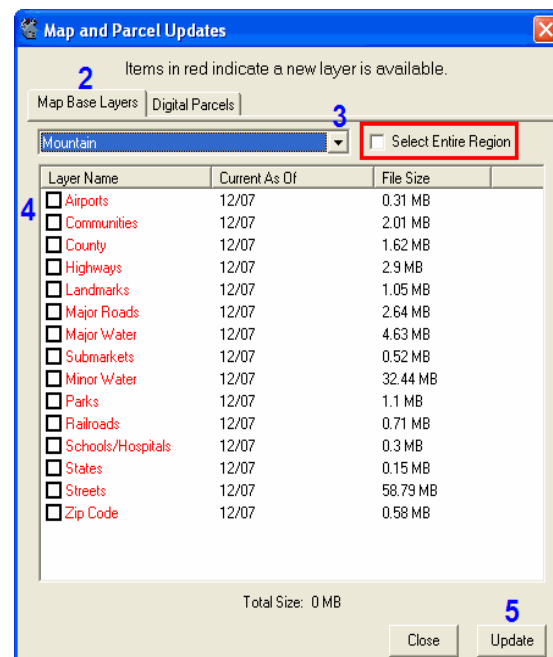 Map and Parcel Updates
Items in red indicate a new layer is available.
2
Map Base Layers Digital Parcels
3
Mountain Select Entire Region
Layer Name Current As Of File Size
4
Airports 12/07 0.31 MB
Communities 12/07 2.01 MB
County 12/07 1.62 MB
Highways 12/07 2.9 MB
Landmarks 12/07 1.05 MB
Major Roads 12/07 2.64 MB
Major Water 12/07 4.63 MB
Submarkets 12/07 0.52 MB
Minor Water 12/07 32.44 MB
Parks 12/07 1.1 MB
Railroads 12/07 0.71 MB
Schools/Hospitals 12/07 0.3 MB
States 12/07 0.15 MB
Streets 12/07 58.79 MB
Zip Code 12/07 0.58 MB
Total Size: 0 MB
5
Close Update